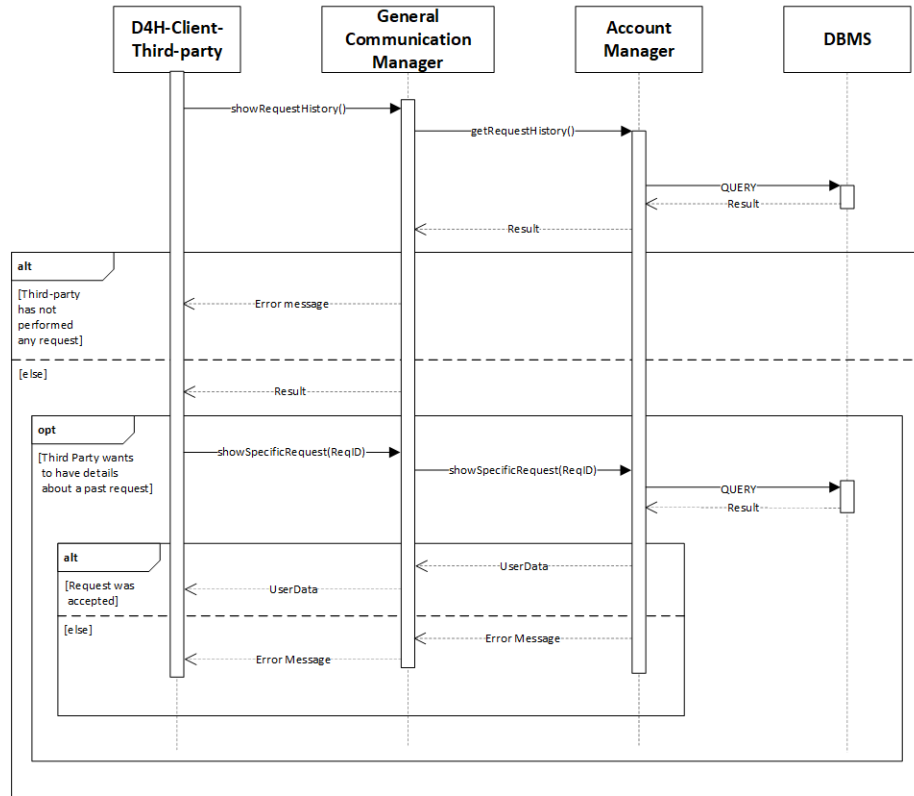 D4H-Client-
Third-party
General
Communication
Manager
Account
Manager
DBMS
showRequestHistory()
getRequestHistory()
QUERY
Result
Result
alt
[Third-party
has not
performed
any request]
Error message
[else]
Result
opt
[Third Party wants
to have details
about a past request]
showSpecificRequest(ReqID)
showSpecificRequest(ReqID)
QUERY
Result
alt
[Request was
accepted]
UserData
UserData
[else]
Error Message
Error Message